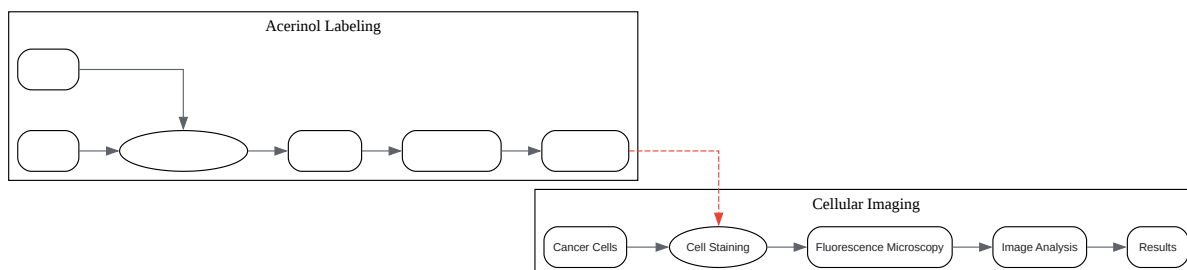 Acerinol Labeling
Cellular Imaging
Cancer Cells
Cell Staining
Fluorescence Microscopy
Image Analysis
Results